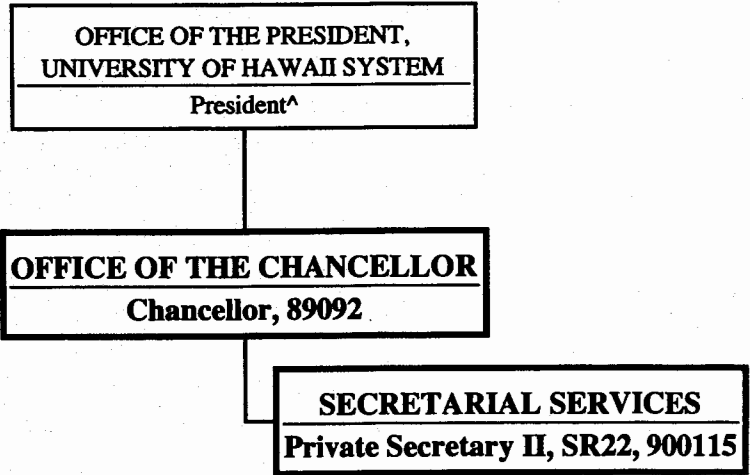 OFFICE OF THE PRESIDENT,
UNIVERSITY OF HAWAII SYSTEM
President^
OFFICE OF THE CHANCELLOR
Chancellor, 89092
SECRETARIAL SERVICES
Private Secretary II, SR22, 900115